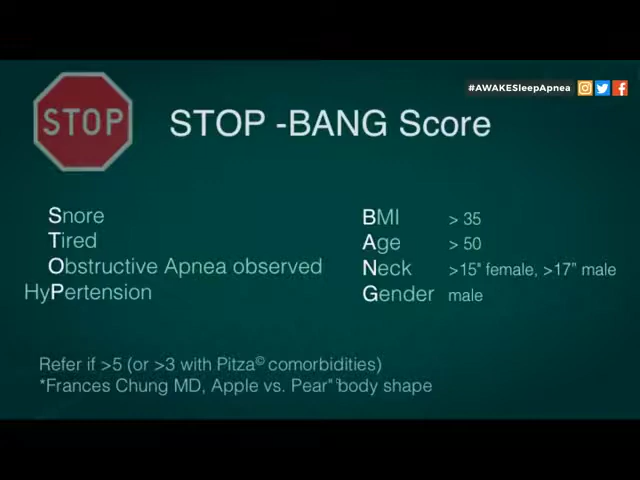 #AWAKESleepApnea
STOP
STOP -BANG Score
Snore
Tired
Obstructive Apnea observed
HyPertension
BMI > 35
Age > 50
Neck >15" female, >17" male
Gender male
Refer if >5 (or >3 with Pitza© comorbidities)
*Frances Chung MD, Apple vs. Pear" "body shape